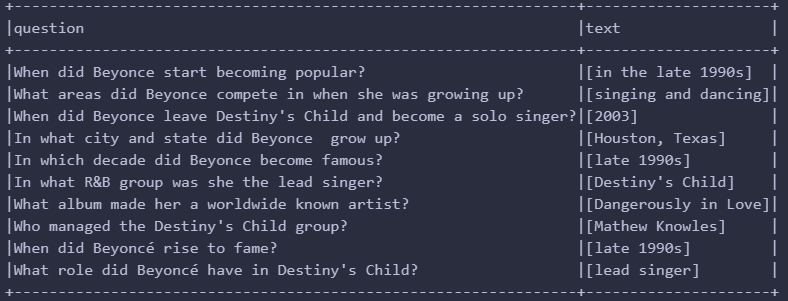 +----------------------------------------------------------------+---------------------+
|question                                                        |text                 |
+----------------------------------------------------------------+---------------------+
|When did Beyonce start becoming popular?                        |[in the late 1990s]  |
|What areas did Beyonce compete in when she was growing up?      |[singing and dancing]|
|When did Beyonce leave Destiny's Child and become a solo singer?|[2003]               |
|In what city and state did Beyonce  grow up?                    |[Houston, Texas]     |
|In which decade did Beyonce become famous?                      |[late 1990s]         |
|In what R&B group was she the lead singer?                      |[Destiny's Child]    |
|What album made her a worldwide known artist?                   |[Dangerously in Love]|
|Who managed the Destiny's Child group?                          |[Mathew Knowles]     |
|When did Beyoncé rise to fame?                                  |[late 1990s]         |
|What role did Beyoncé have in Destiny's Child?                  |[lead singer]        |
+----------------------------------------------------------------+---------------------+